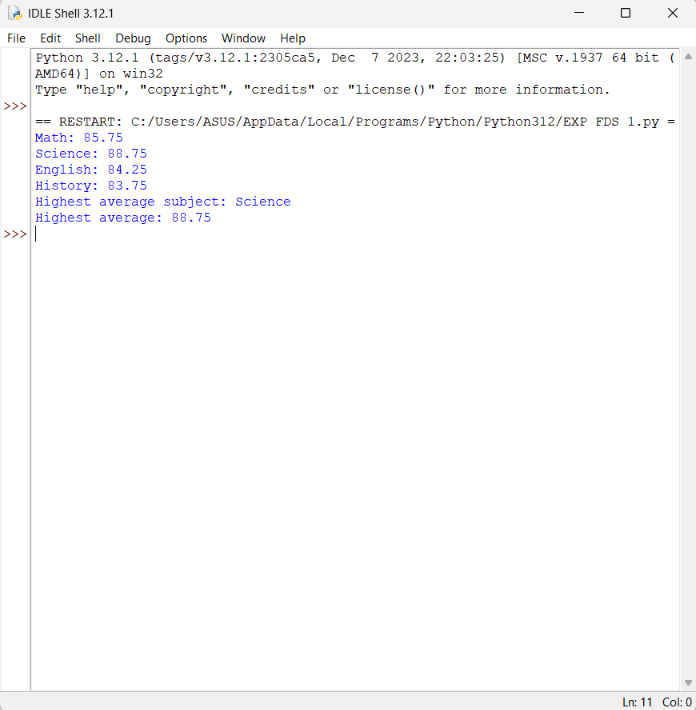 IDLE Shell 3.12.1
File Edit Shell Debug Options Window Help
Python 3.12.1 (tags/v3.12.1:2305ca5, Dec  7 2023, 22:03:25) [MSC v.1937 64 bit (
AMD64)] on win32
Type "help", "copyright", "credits" or "license()" for more information.
>>>
== RESTART: C:/Users/ASUS/AppData/Local/Programs/Python/Python312/EXP FDS 1.py =
Math: 85.75
Science: 88.75
English: 84.25
History: 83.75
Highest average subject: Science
Highest average: 88.75
>>>
Ln: 11 Col: 0